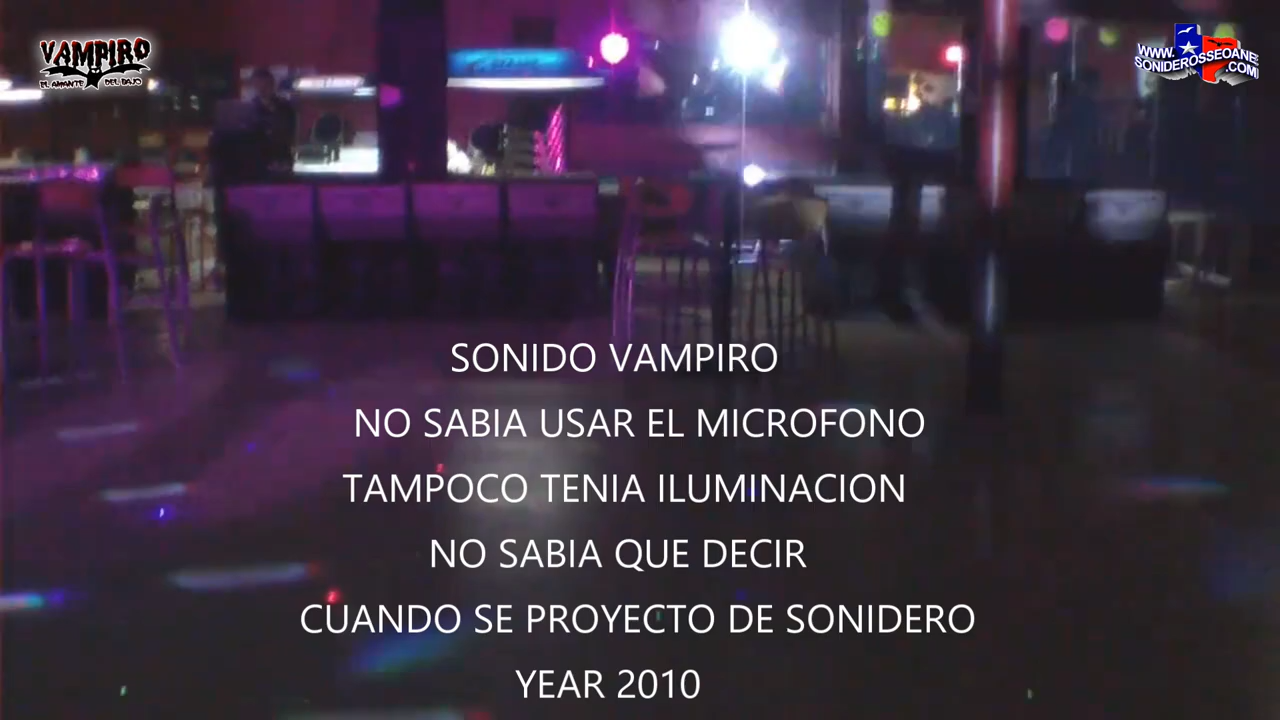 VAMPIRO
EL AMANTE DEL BAJO
WWW.
SONIDEROSSEOANE
.COM
SONIDO VAMPIRO
NO SABIA USAR EL MICROFONO
TAMPOCO TENIA ILUMINACION
NO SABIA QUE DECIR
CUANDO SE PROYECTO DE SONIDERO
YEAR 2010